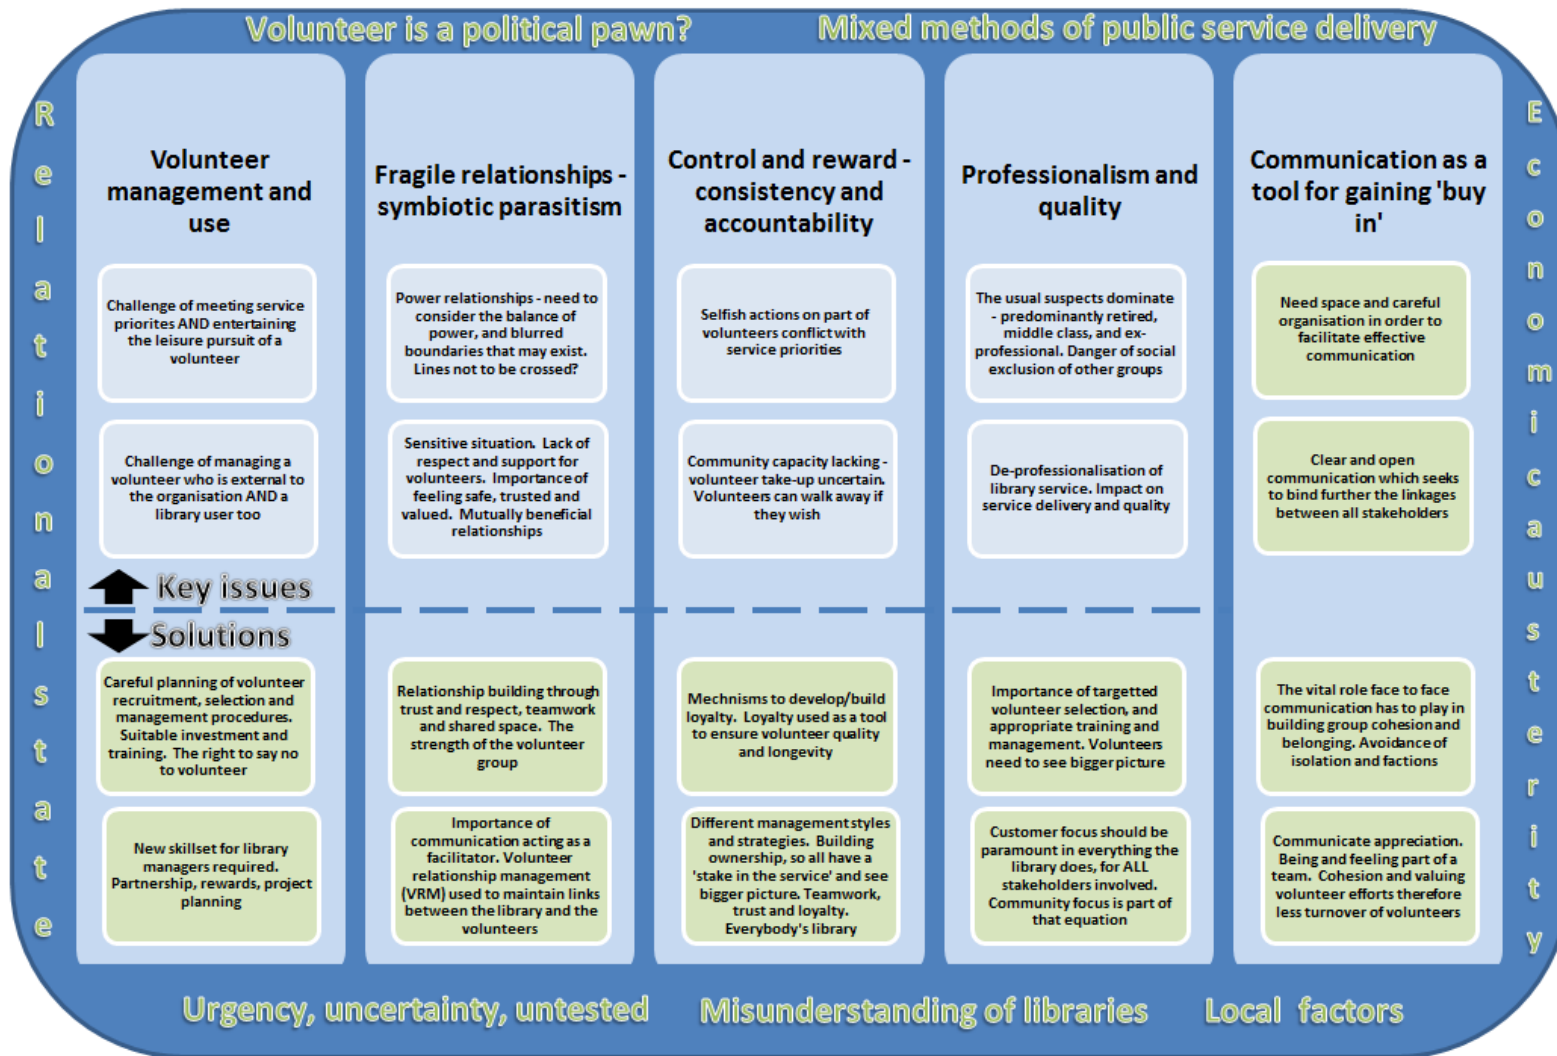 Volunteer is a political pawn?
Mixed methods of public service delivery
Relational state
Economic austerity
Volunteer
management and
use
Challenge of meeting service
priorites AND entertaining
the leisure pursuit of a
volunteer
Challenge of managing a
volunteer who is external to
the organisation AND a
library user too
Fragile relationships -
symbiotic parasitism
Power relationships - need to
consider the balance of
power, and blurred
boundaries that may exist.
Lines not to be crossed?
Sensitive situation. Lack of
respect and support for
volunteers. Importance of
feeling safe, trusted and
valued. Mutually beneficial
relationships
Control and reward -
consistency and
accountability
Selfish actions on part of
volunteers conflict with
service priorities
Community capacity lacking -
volunteer take-up uncertain.
Volunteers can walk away if
they wish
Professionalism and
quality
The usual suspects dominate
- predominantly retired,
middle class, and ex-
professional. Danger of social
exclusion of other groups
De-professionalisation of
library service. Impact on
service delivery and quality
Communication as a
tool for gaining 'buy
in'
Need space and careful
organisation in order to
facilitate effective
communication
Clear and open
communication which seeks
to bind further the linkages
between all stakeholders
Key issues
Solutions
Careful planning of volunteer
recruitment, selection and
management procedures.
Suitable investment and
training. The right to say no
to volunteer
New skillset for library
managers required.
Partnership, rewards, project
planning
Relationship building through
trust and respect, teamwork
and shared space. The
strength of the volunteer
group
Importance of
communication acting as a
facilitator. Volunteer
relationship management
(VRM) used to maintain links
between the library and the
volunteers
Mechnisms to develop/build
loyalty. Loyalty used as a tool
to ensure volunteer quality
and longevity
Different management styles
and strategies. Building
ownership, so all have a
'stake in the service' and see
bigger picture. Teamwork,
trust and loyalty.
Everybody's library
Importance of targetted
volunteer selection, and
appropriate training and
management. Volunteers
need to see bigger picture
Customer focus should be
paramount in everything the
library does, for ALL
stakeholders involved.
Community focus is part of
that equation
The vital role face to face
communication has to play in
building group cohesion and
belonging. Avoidance of
isolation and factions
Communicate appreciation.
Being and feeling part of a
team. Cohesion and valuing
volunteer efforts therefore
less turnover of volunteers
Urgency, uncertainty, untested
Misunderstanding of libraries
Local factors